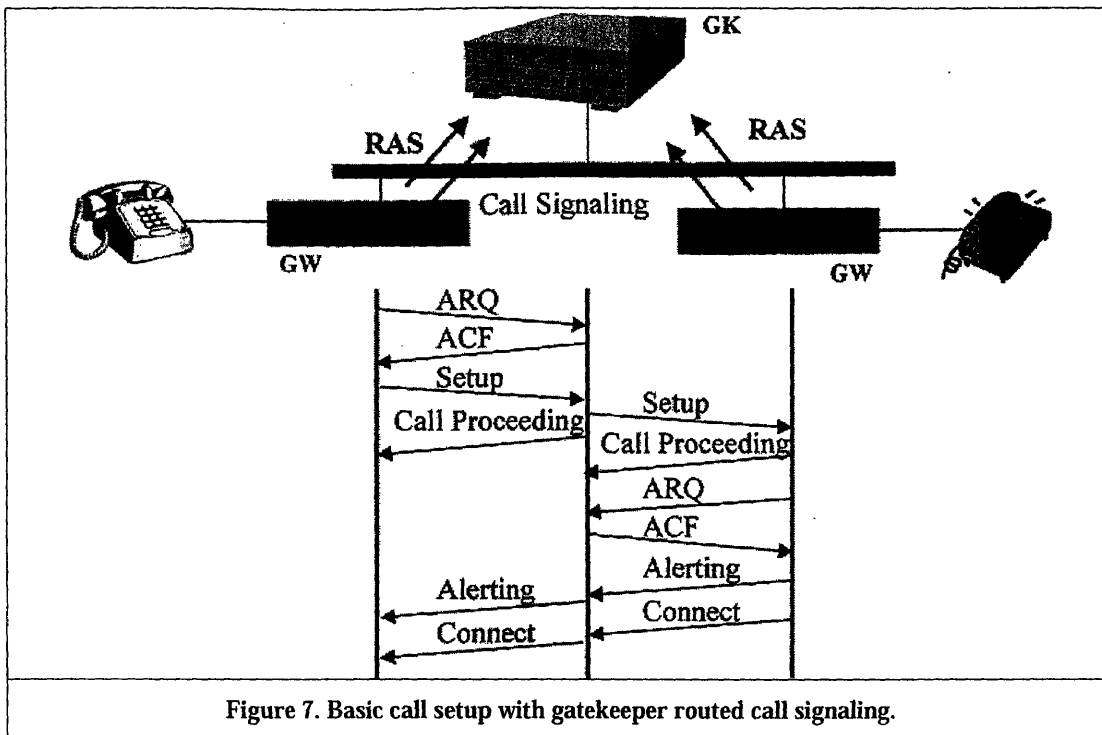 GK
RAS
RAS
Call Signaling
GW
GW
ARQ
ACF
Setup
Setup
Call Proceeding
Call Proceeding
ARQ
ACF
Alerting
Alerting
Connect
Connect
Figure 7. Basic call setup with gatekeeper routed call signaling.